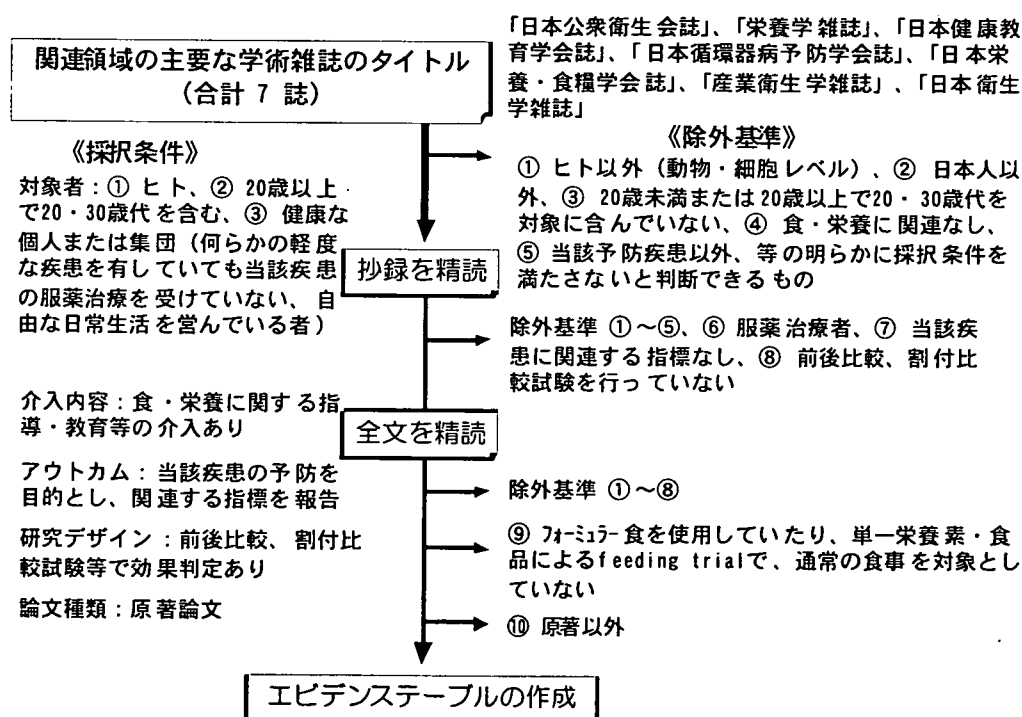 関連領域の主要な学術雑誌のタイトル
(合計 7 誌)
「日本公衆衛生会誌」、「栄養学雑誌」、「日本健康教
育学会誌」、「日本循環器病予防学会誌」、「日本栄
養・食糧学会誌」、「産業衛生学雑誌」、「日本衛生
学雑誌」
《採択条件》
対象者：① ヒト、② 20歳以上
で20・30歳代を含む、③ 健康な
個人または集団（何らかの軽度
な疾患を有していても当該疾患
の服薬治療を受けていない、自
由な日常生活を営んでいる者）
《除外基準》
① ヒト以外（動物・細胞レベル）、② 日本人以
外、③ 20歳未満または20歳以上で20・30歳代を
対象に含んでいない、④ 食・栄養に関連なし、
⑤ 当該予防疾患以外、等の明らかに採択条件を
満たさないと判断できるもの
抄録を精読
除外基準 ①～⑤、⑥ 服薬治療者、⑦ 当該疾
患に関連する指標なし、⑧ 前後比較、割付比
較試験を行っていない
介入内容：食・栄養に関する指
導・教育等の介入あり
全文を精読
アウトカム：当該疾患の予防を
目的とし、関連する指標を報告
除外基準 ①～⑧
研究デザイン：前後比較、割付比
較試験等で効果判定あり
⑨ フォーミュラー食を使用していたり、単一栄養素・食
品によるfeeding trialで、通常の食事を対象とし
ていない
論文種類：原著論文
⑩ 原著以外
エビデンステーブルの作成